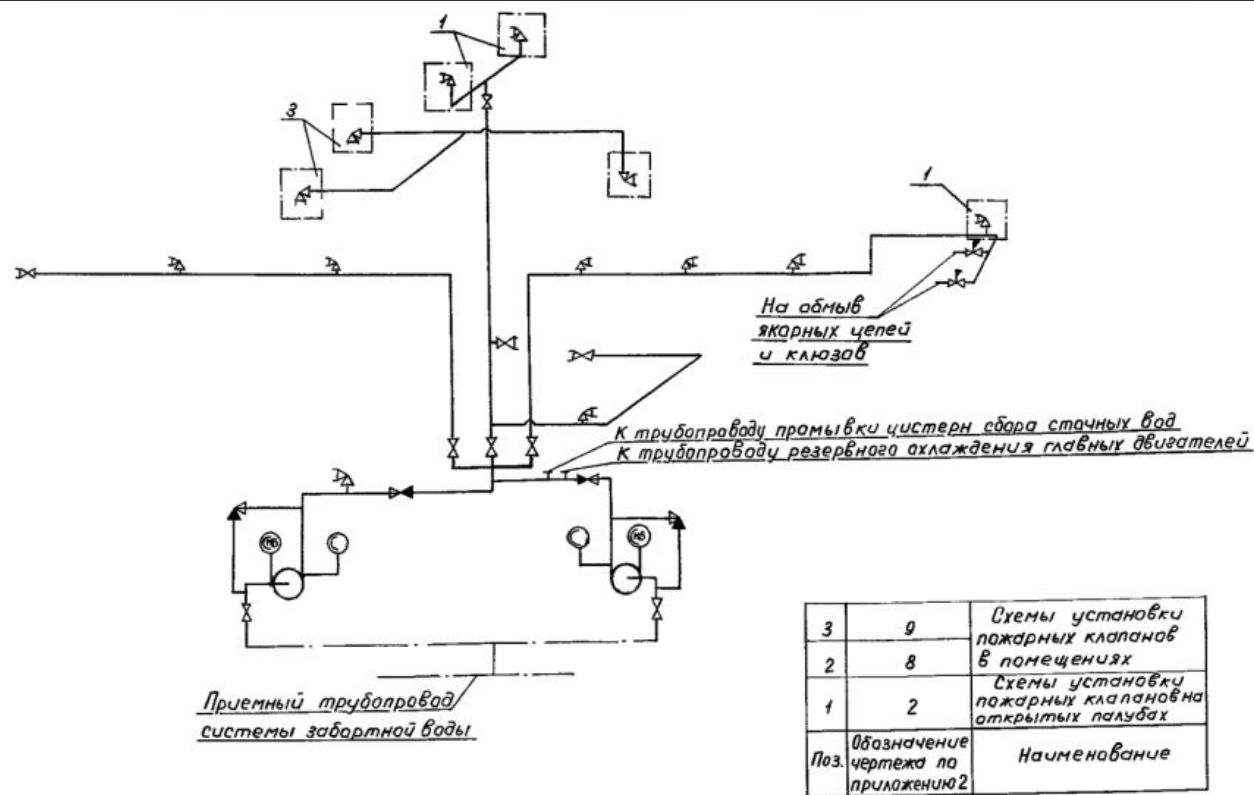 1
3
1
На обмыв
якорных цепей
и клюзов
К трубопроводу промывки цистерн сбора сточных вод
К трубопроводу резервного охлаждения главных двигателей
МВ
МВ
Приемный трубопровод
системы забортной воды
3 9 Схемы установки
пожарных клапанов
2 8 в помещениях
1 2 Схемы установки
пожарных клапанов на
открытых палубах
Поз. Обозначение
чертежа по
приложению 2
Наименование